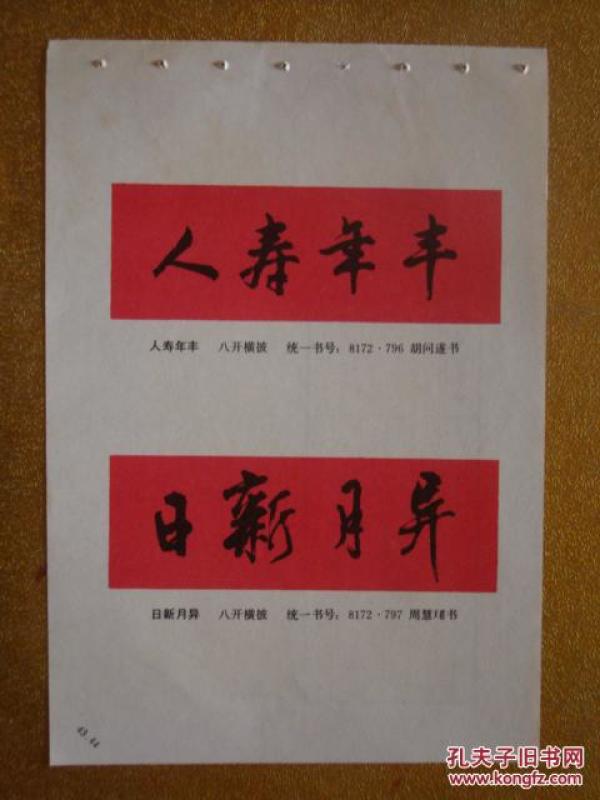 人寿年丰
人寿年丰 八开横披 统一书号：8172·796 胡问遂书
日新月异
日新月异 八开横披 统一书号：8172·797 周慧珺书
43.44
孔夫子旧书网
www.kongfz.com